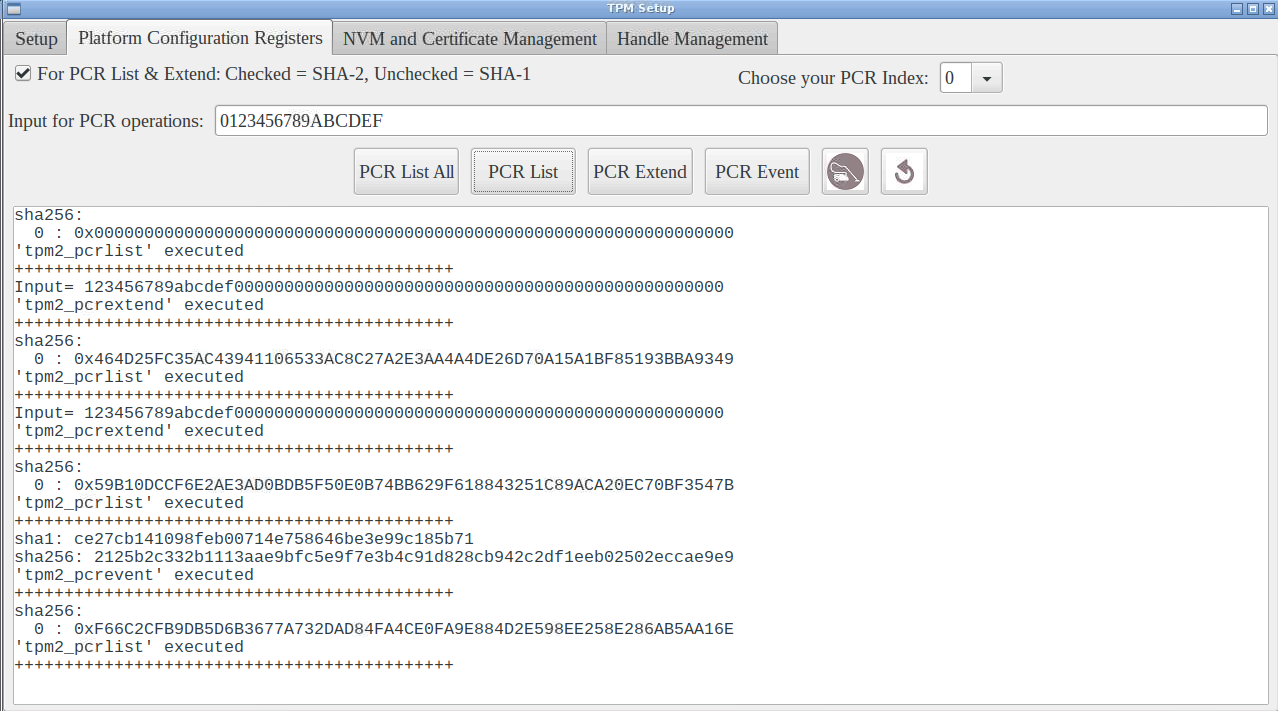 TPM Setup
Setup
Platform Configuration Registers
NVM and Certificate Management
Handle Management
For PCR List & Extend: Checked = SHA-2, Unchecked = SHA-1
Choose your PCR Index:
0
Input for PCR operations:
0123456789ABCDEF
PCR List All
PCR List
PCR Extend
PCR Event
sha256:
0 : 0x0000000000000000000000000000000000000000000000000000000000000000
'tpm2_pcrlist' executed
++++++++++++++++++++++++++++++++++++++++++++
Input= 123456789abcdef0000000000000000000000000000000000000000000000000
'tpm2_pcrextend' executed
++++++++++++++++++++++++++++++++++++++++++++
sha256:
0 : 0x464D25FC35AC43941106533AC8C27A2E3AA4A4DE26D70A15A1BF85193BBA9349
'tpm2_pcrlist' executed
++++++++++++++++++++++++++++++++++++++++++++
Input= 123456789abcdef0000000000000000000000000000000000000000000000000
'tpm2_pcrextend' executed
++++++++++++++++++++++++++++++++++++++++++++
sha256:
0 : 0x59B10DCCF6E2AE3AD0BDB5F50E0B74BB629F618843251C89ACA20EC70BF3547B
'tpm2_pcrlist' executed
++++++++++++++++++++++++++++++++++++++++++++
sha1: ce27cb141098feb00714e758646be3e99c185b71
sha256: 2125b2c332b1113aae9bfc5e9f7e3b4c91d828cb942c2df1eeb02502eccae9e9
'tpm2_pcrevent' executed
++++++++++++++++++++++++++++++++++++++++++++
sha256:
0 : 0xF66C2CFB9DB5D6B3677A732DAD84FA4CE0FA9E884D2E598EE258E286AB5AA16E
'tpm2_pcrlist' executed
++++++++++++++++++++++++++++++++++++++++++++